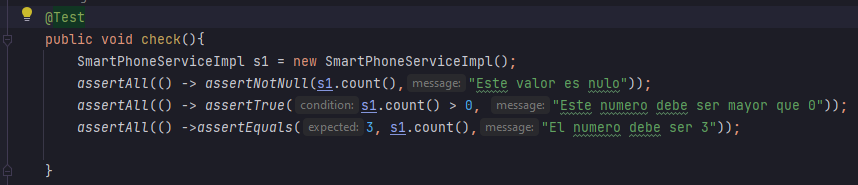 @Test
public void check(){
SmartPhoneServiceImpl s1 = new SmartPhoneServiceImpl();
assertAll(() -> assertNotNull(s1.count(), message: "Este valor es nulo"));
assertAll(() -> assertTrue( condition: s1.count() > 0, message: "Este numero debe ser mayor que 0"));
assertAll(() ->assertEquals( expected: 3, s1.count(), message: "El numero debe ser 3"));
}